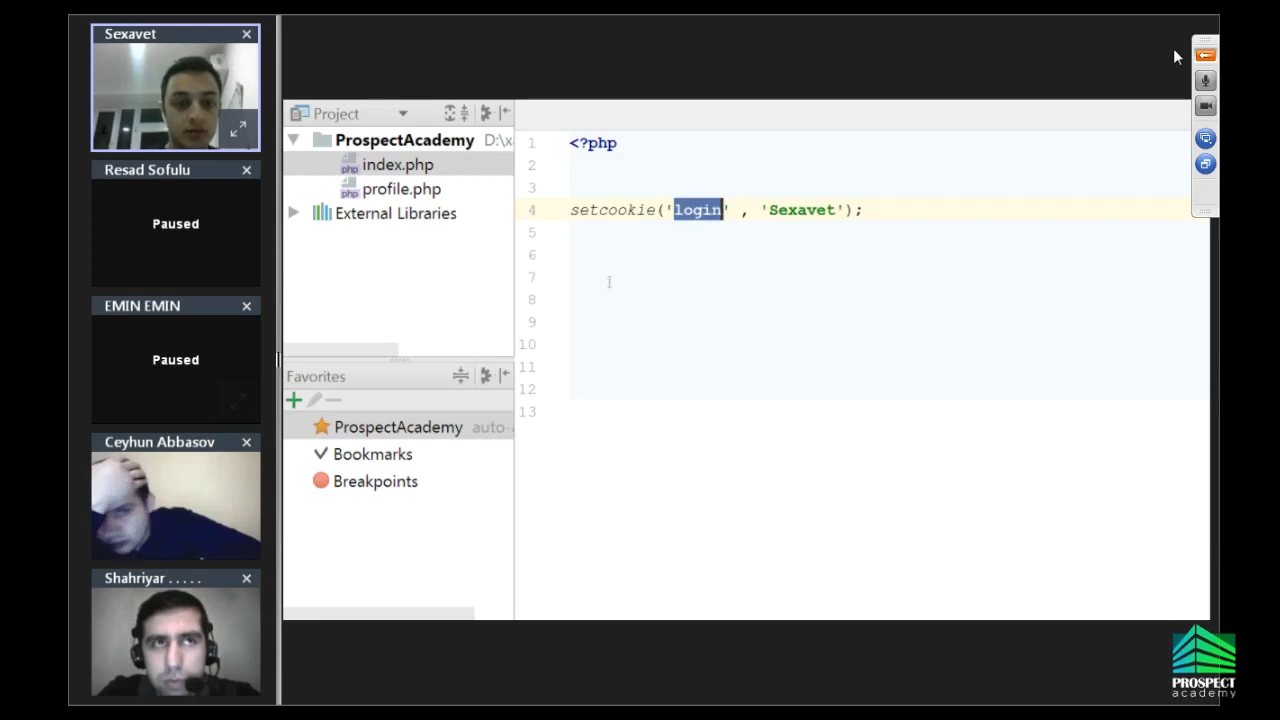 Sexavet
Resad Sofulu
Paused
EMIN EMIN
Paused
Ceyhun Abbasov
Shahriyar . . . . .
Project
ProspectAcademy D:\x
php index.php
php profile.php
External Libraries
Favorites
ProspectAcademy auto-
Bookmarks
Breakpoints
1 <?php
2
3
4 setcookie('login' , 'Sexavet');
5
6
7
8
9
10
11
12
13
PROSPECT
academy